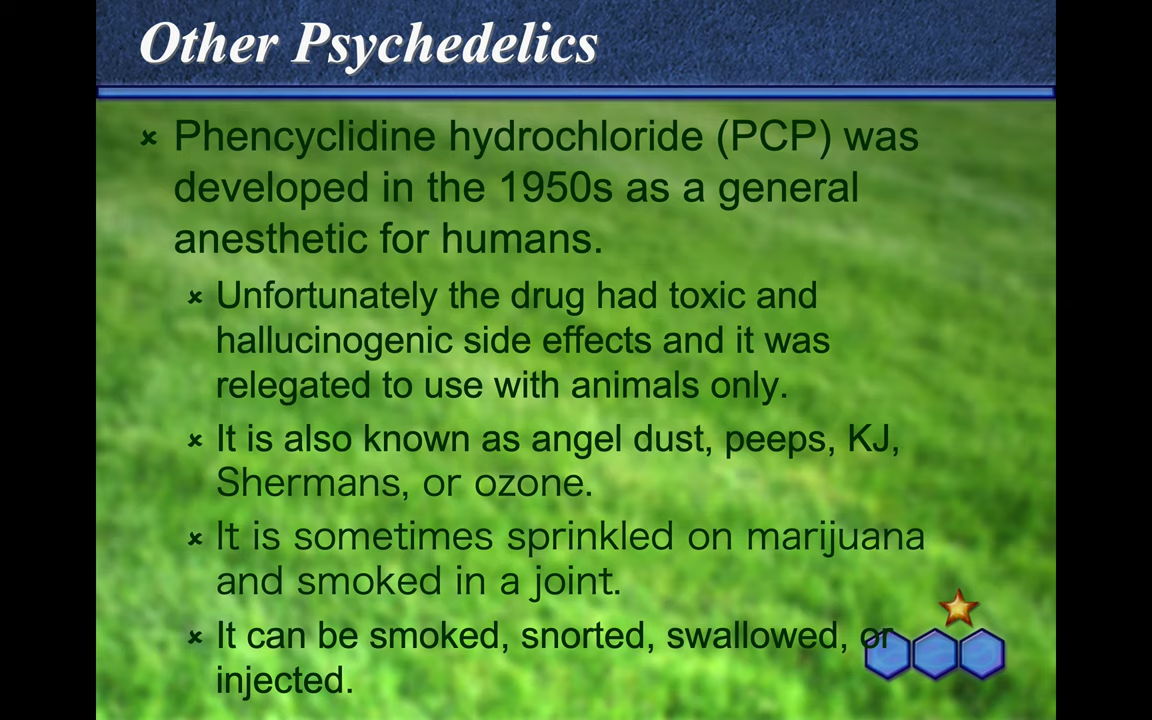 Other Psychedelics
Phencyclidine hydrochloride (PCP) was
developed in the 1950s as a general
anesthetic for humans.
Unfortunately the drug had toxic and
hallucinogenic side effects and it was
relegated to use with animals only.
It is also known as angel dust, peeps, KJ,
Shermans, or ozone.
It is sometimes sprinkled on marijuana
and smoked in a joint.
It can be smoked, snorted, swallowed, or
injected.